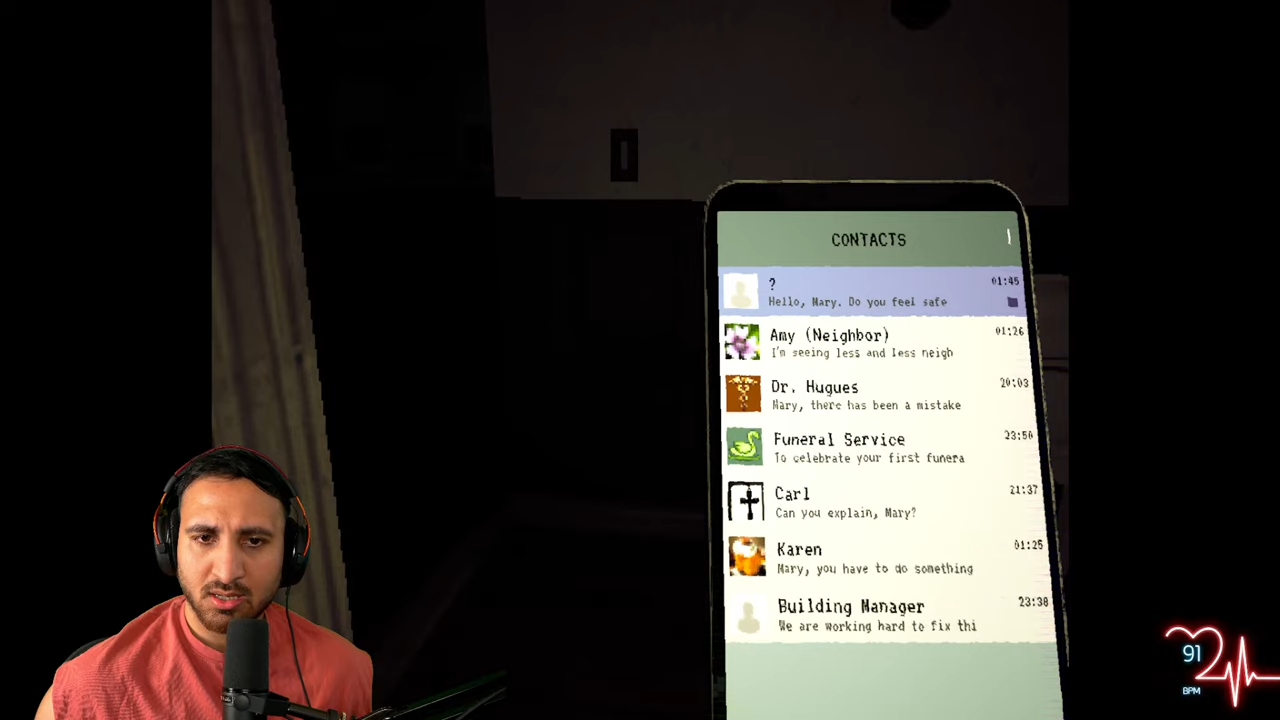 CONTACTS
?
01:45
Hello, Mary. Do you feel safe
Amy (Neighbor)
01:26
I'm seeing less and less neigh
Dr. Hugues
20:03
Mary, there has been a mistake
Funeral Service
23:50
To celebrate your first funera
Carl
21:37
Can you explain, Mary?
Karen
01:25
Mary, you have to do something
Building Manager
23:38
We are working hard to fix thi
91
BPM